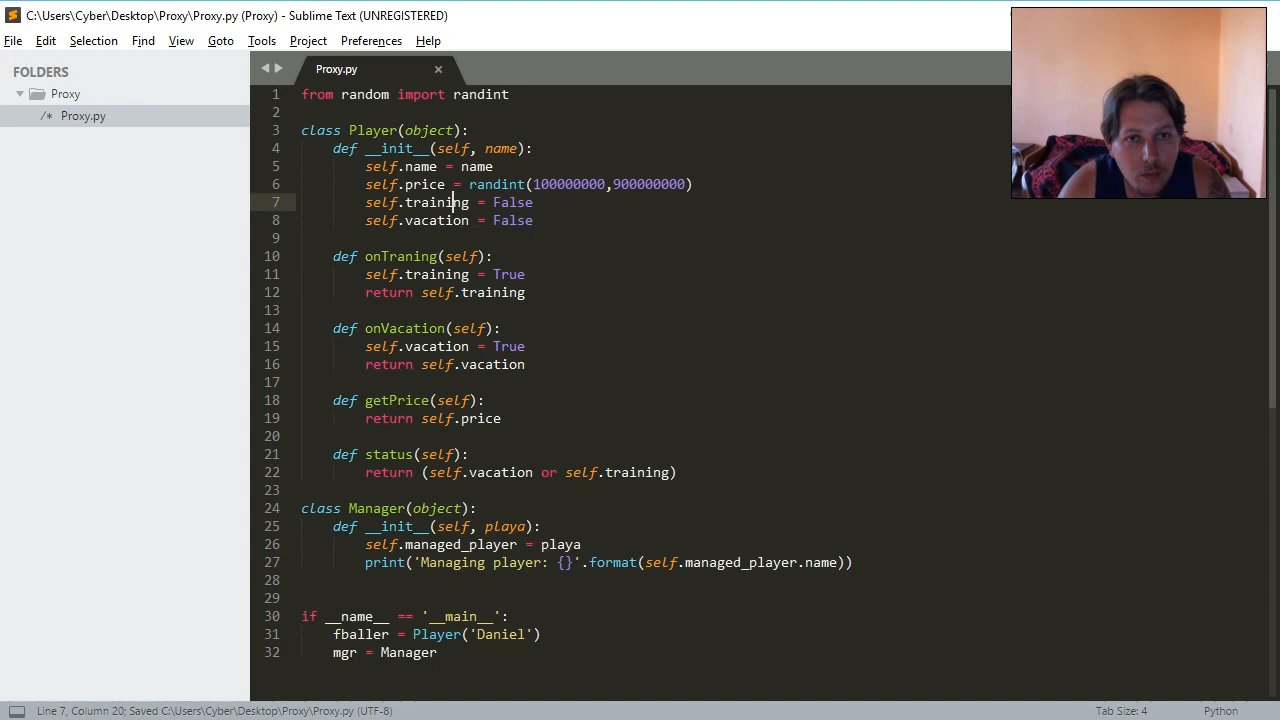 C:\Users\Cyber\Desktop\Proxy\Proxy.py (Proxy) - Sublime Text (UNREGISTERED)
File Edit Selection Find View Goto Tools Project Preferences Help
FOLDERS
Proxy
/* Proxy.py
Proxy.py ×
1 from random import randint
2
3 class Player(object):
4 def __init__(self, name):
5 self.name = name
6 self.price = randint(100000000,900000000)
7 self.training = False
8 self.vacation = False
9
10 def onTraning(self):
11 self.training = True
12 return self.training
13
14 def onVacation(self):
15 self.vacation = True
16 return self.vacation
17
18 def getPrice(self):
19 return self.price
20
21 def status(self):
22 return (self.vacation or self.training)
23
24 class Manager(object):
25 def __init__(self, playa):
26 self.managed_player = playa
27 print('Managing player: {}'.format(self.managed_player.name))
28
29
30 if __name__ == '__main__':
31 fballer = Player('Daniel')
32 mgr = Manager
Line 7, Column 20; Saved C:\Users\Cyber\Desktop\Proxy\Proxy.py (UTF-8) Tab Size: 4 Python